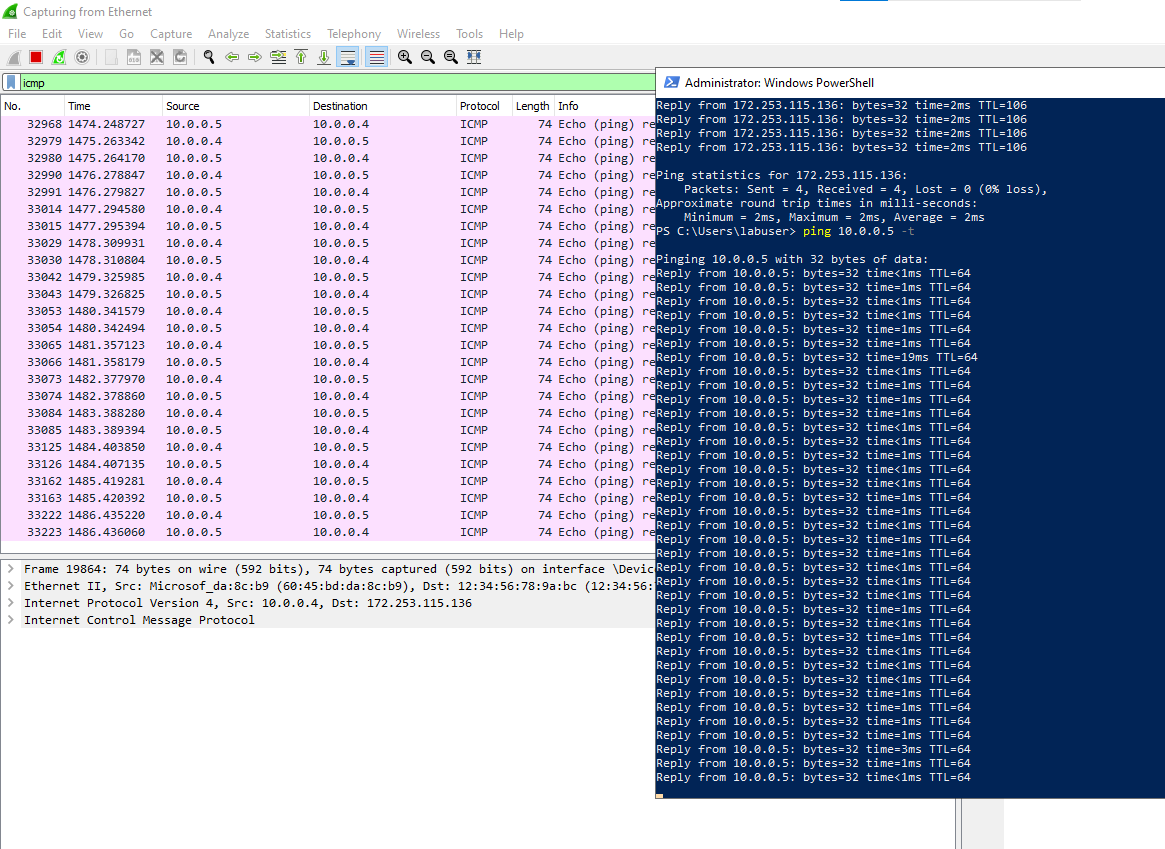 Capturing from Ethernet
File Edit View Go Capture Analyze Statistics Telephony Wireless Tools Help
icmp
No. Time Source Destination Protocol Length Info
32968 1474.248727 10.0.0.5 10.0.0.4 ICMP 74 Echo (ping) re
32979 1475.263342 10.0.0.4 10.0.0.5 ICMP 74 Echo (ping) re
32980 1475.264170 10.0.0.5 10.0.0.4 ICMP 74 Echo (ping) re
32990 1476.278847 10.0.0.4 10.0.0.5 ICMP 74 Echo (ping) re
32991 1476.279827 10.0.0.5 10.0.0.4 ICMP 74 Echo (ping) re
33014 1477.294580 10.0.0.4 10.0.0.5 ICMP 74 Echo (ping) re
33015 1477.295394 10.0.0.5 10.0.0.4 ICMP 74 Echo (ping) re
33029 1478.309931 10.0.0.4 10.0.0.5 ICMP 74 Echo (ping) re
33030 1478.310804 10.0.0.5 10.0.0.4 ICMP 74 Echo (ping) re
33042 1479.325985 10.0.0.4 10.0.0.5 ICMP 74 Echo (ping) re
33043 1479.326825 10.0.0.5 10.0.0.4 ICMP 74 Echo (ping) re
33053 1480.341579 10.0.0.4 10.0.0.5 ICMP 74 Echo (ping) re
33054 1480.342494 10.0.0.5 10.0.0.4 ICMP 74 Echo (ping) re
33065 1481.357123 10.0.0.4 10.0.0.5 ICMP 74 Echo (ping) re
33066 1481.358179 10.0.0.5 10.0.0.4 ICMP 74 Echo (ping) re
33073 1482.377970 10.0.0.4 10.0.0.5 ICMP 74 Echo (ping) re
33074 1482.378860 10.0.0.5 10.0.0.4 ICMP 74 Echo (ping) re
33084 1483.388280 10.0.0.4 10.0.0.5 ICMP 74 Echo (ping) re
33085 1483.389394 10.0.0.5 10.0.0.4 ICMP 74 Echo (ping) re
33125 1484.403850 10.0.0.4 10.0.0.5 ICMP 74 Echo (ping) re
33126 1484.407135 10.0.0.5 10.0.0.4 ICMP 74 Echo (ping) re
33162 1485.419281 10.0.0.4 10.0.0.5 ICMP 74 Echo (ping) re
33163 1485.420392 10.0.0.5 10.0.0.4 ICMP 74 Echo (ping) re
33222 1486.435220 10.0.0.4 10.0.0.5 ICMP 74 Echo (ping) re
33223 1486.436060 10.0.0.5 10.0.0.4 ICMP 74 Echo (ping) re
Frame 19864: 74 bytes on wire (592 bits), 74 bytes captured (592 bits) on interface \Devic
Ethernet II, Src: Microsof_da:8c:b9 (60:45:bd:da:8c:b9), Dst: 12:34:56:78:9a:bc (12:34:56:
Internet Protocol Version 4, Src: 10.0.0.4, Dst: 172.253.115.136
Internet Control Message Protocol
Administrator: Windows PowerShell
Reply from 172.253.115.136: bytes=32 time=2ms TTL=106
Reply from 172.253.115.136: bytes=32 time=2ms TTL=106
Reply from 172.253.115.136: bytes=32 time=2ms TTL=106
Reply from 172.253.115.136: bytes=32 time=2ms TTL=106
Ping statistics for 172.253.115.136:
Packets: Sent = 4, Received = 4, Lost = 0 (0% loss),
Approximate round trip times in milli-seconds:
Minimum = 2ms, Maximum = 2ms, Average = 2ms
PS C:\Users\labuser> ping 10.0.0.5 -t
Pinging 10.0.0.5 with 32 bytes of data:
Reply from 10.0.0.5: bytes=32 time<1ms TTL=64
Reply from 10.0.0.5: bytes=32 time=1ms TTL=64
Reply from 10.0.0.5: bytes=32 time<1ms TTL=64
Reply from 10.0.0.5: bytes=32 time<1ms TTL=64
Reply from 10.0.0.5: bytes=32 time=1ms TTL=64
Reply from 10.0.0.5: bytes=32 time=1ms TTL=64
Reply from 10.0.0.5: bytes=32 time=19ms TTL=64
Reply from 10.0.0.5: bytes=32 time<1ms TTL=64
Reply from 10.0.0.5: bytes=32 time=1ms TTL=64
Reply from 10.0.0.5: bytes=32 time=1ms TTL=64
Reply from 10.0.0.5: bytes=32 time=1ms TTL=64
Reply from 10.0.0.5: bytes=32 time<1ms TTL=64
Reply from 10.0.0.5: bytes=32 time<1ms TTL=64
Reply from 10.0.0.5: bytes=32 time=1ms TTL=64
Reply from 10.0.0.5: bytes=32 time<1ms TTL=64
Reply from 10.0.0.5: bytes=32 time<1ms TTL=64
Reply from 10.0.0.5: bytes=32 time=1ms TTL=64
Reply from 10.0.0.5: bytes=32 time<1ms TTL=64
Reply from 10.0.0.5: bytes=32 time<1ms TTL=64
Reply from 10.0.0.5: bytes=32 time=1ms TTL=64
Reply from 10.0.0.5: bytes=32 time=1ms TTL=64
Reply from 10.0.0.5: bytes=32 time<1ms TTL=64
Reply from 10.0.0.5: bytes=32 time<1ms TTL=64
Reply from 10.0.0.5: bytes=32 time<1ms TTL=64
Reply from 10.0.0.5: bytes=32 time<1ms TTL=64
Reply from 10.0.0.5: bytes=32 time<1ms TTL=64
Reply from 10.0.0.5: bytes=32 time=1ms TTL=64
Reply from 10.0.0.5: bytes=32 time<1ms TTL=64
Reply from 10.0.0.5: bytes=32 time<1ms TTL=64
Reply from 10.0.0.5: bytes=32 time<1ms TTL=64
Reply from 10.0.0.5: bytes=32 time=1ms TTL=64
Reply from 10.0.0.5: bytes=32 time=1ms TTL=64
Reply from 10.0.0.5: bytes=32 time=1ms TTL=64
Reply from 10.0.0.5: bytes=32 time=1ms TTL=64
Reply from 10.0.0.5: bytes=32 time=3ms TTL=64
Reply from 10.0.0.5: bytes=32 time=1ms TTL=64
Reply from 10.0.0.5: bytes=32 time<1ms TTL=64